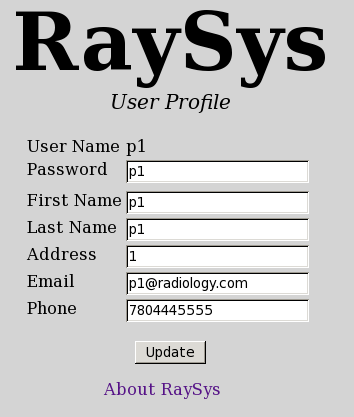 RaySys
User Profile
User Name p1
Password p1
First Name p1
Last Name p1
Address 1
Email p1@radiology.com
Phone 7804445555
Update
About RaySys